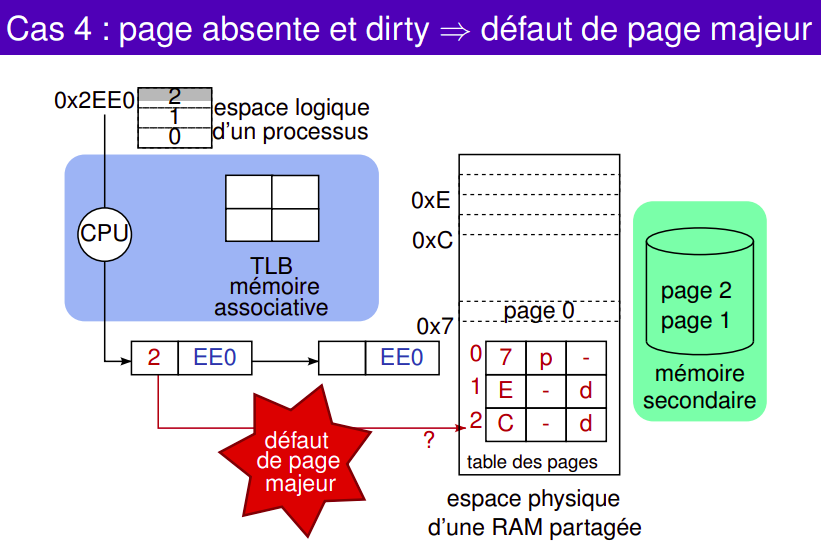 Cas 4 : page absente et dirty ⇒ défaut de page majeur
0x2EE0
2
1
0
espace logique
d'un processus
CPU
TLB
mémoire
associative
2 EE0
EE0
défaut
de page
majeur
?
0xE
0xC
0x7
page 0
0 7 p -
1 E - d
2 C - d
table des pages
espace physique
d'une RAM partagée
page 2
page 1
mémoire
secondaire